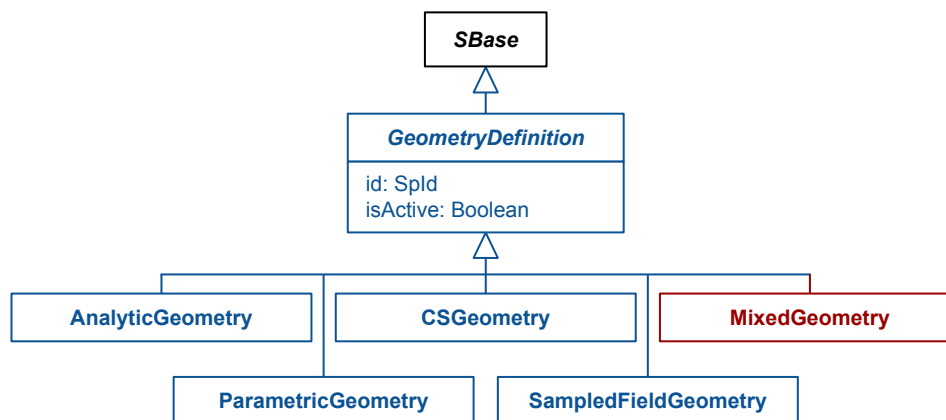 SBase
GeometryDefinition
id: SpId
isActive: Boolean
AnalyticGeometry
CSGeometry
MixedGeometry
ParametricGeometry
SampledFieldGeometry